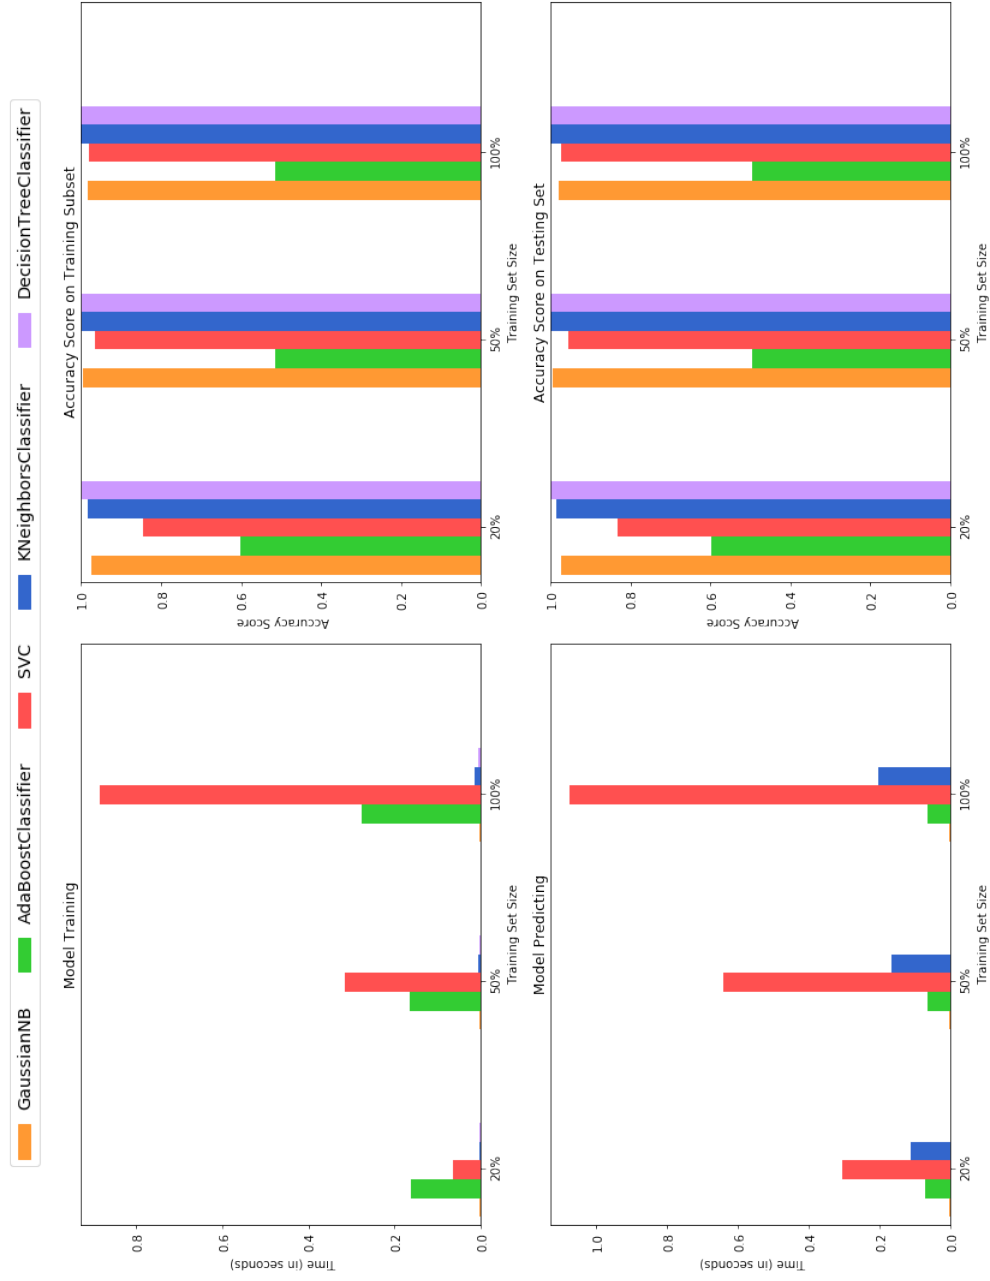 GaussianNB AdaBoostClassifier SVC KNeighborsClassifier DecisionTreeClassifier
Model Training
Time (in seconds)
0.8
0.6
0.4
0.2
0.0
20% 50% 100%
Training Set Size
Accuracy Score on Training Subset
Accuracy Score
1.0
0.8
0.6
0.4
0.2
0.0
20% 50% 100%
Training Set Size
Model Predicting
Time (in seconds)
1.0
0.8
0.6
0.4
0.2
0.0
20% 50% 100%
Training Set Size
Accuracy Score on Testing Set
Accuracy Score
1.0
0.8
0.6
0.4
0.2
0.0
20% 50% 100%
Training Set Size